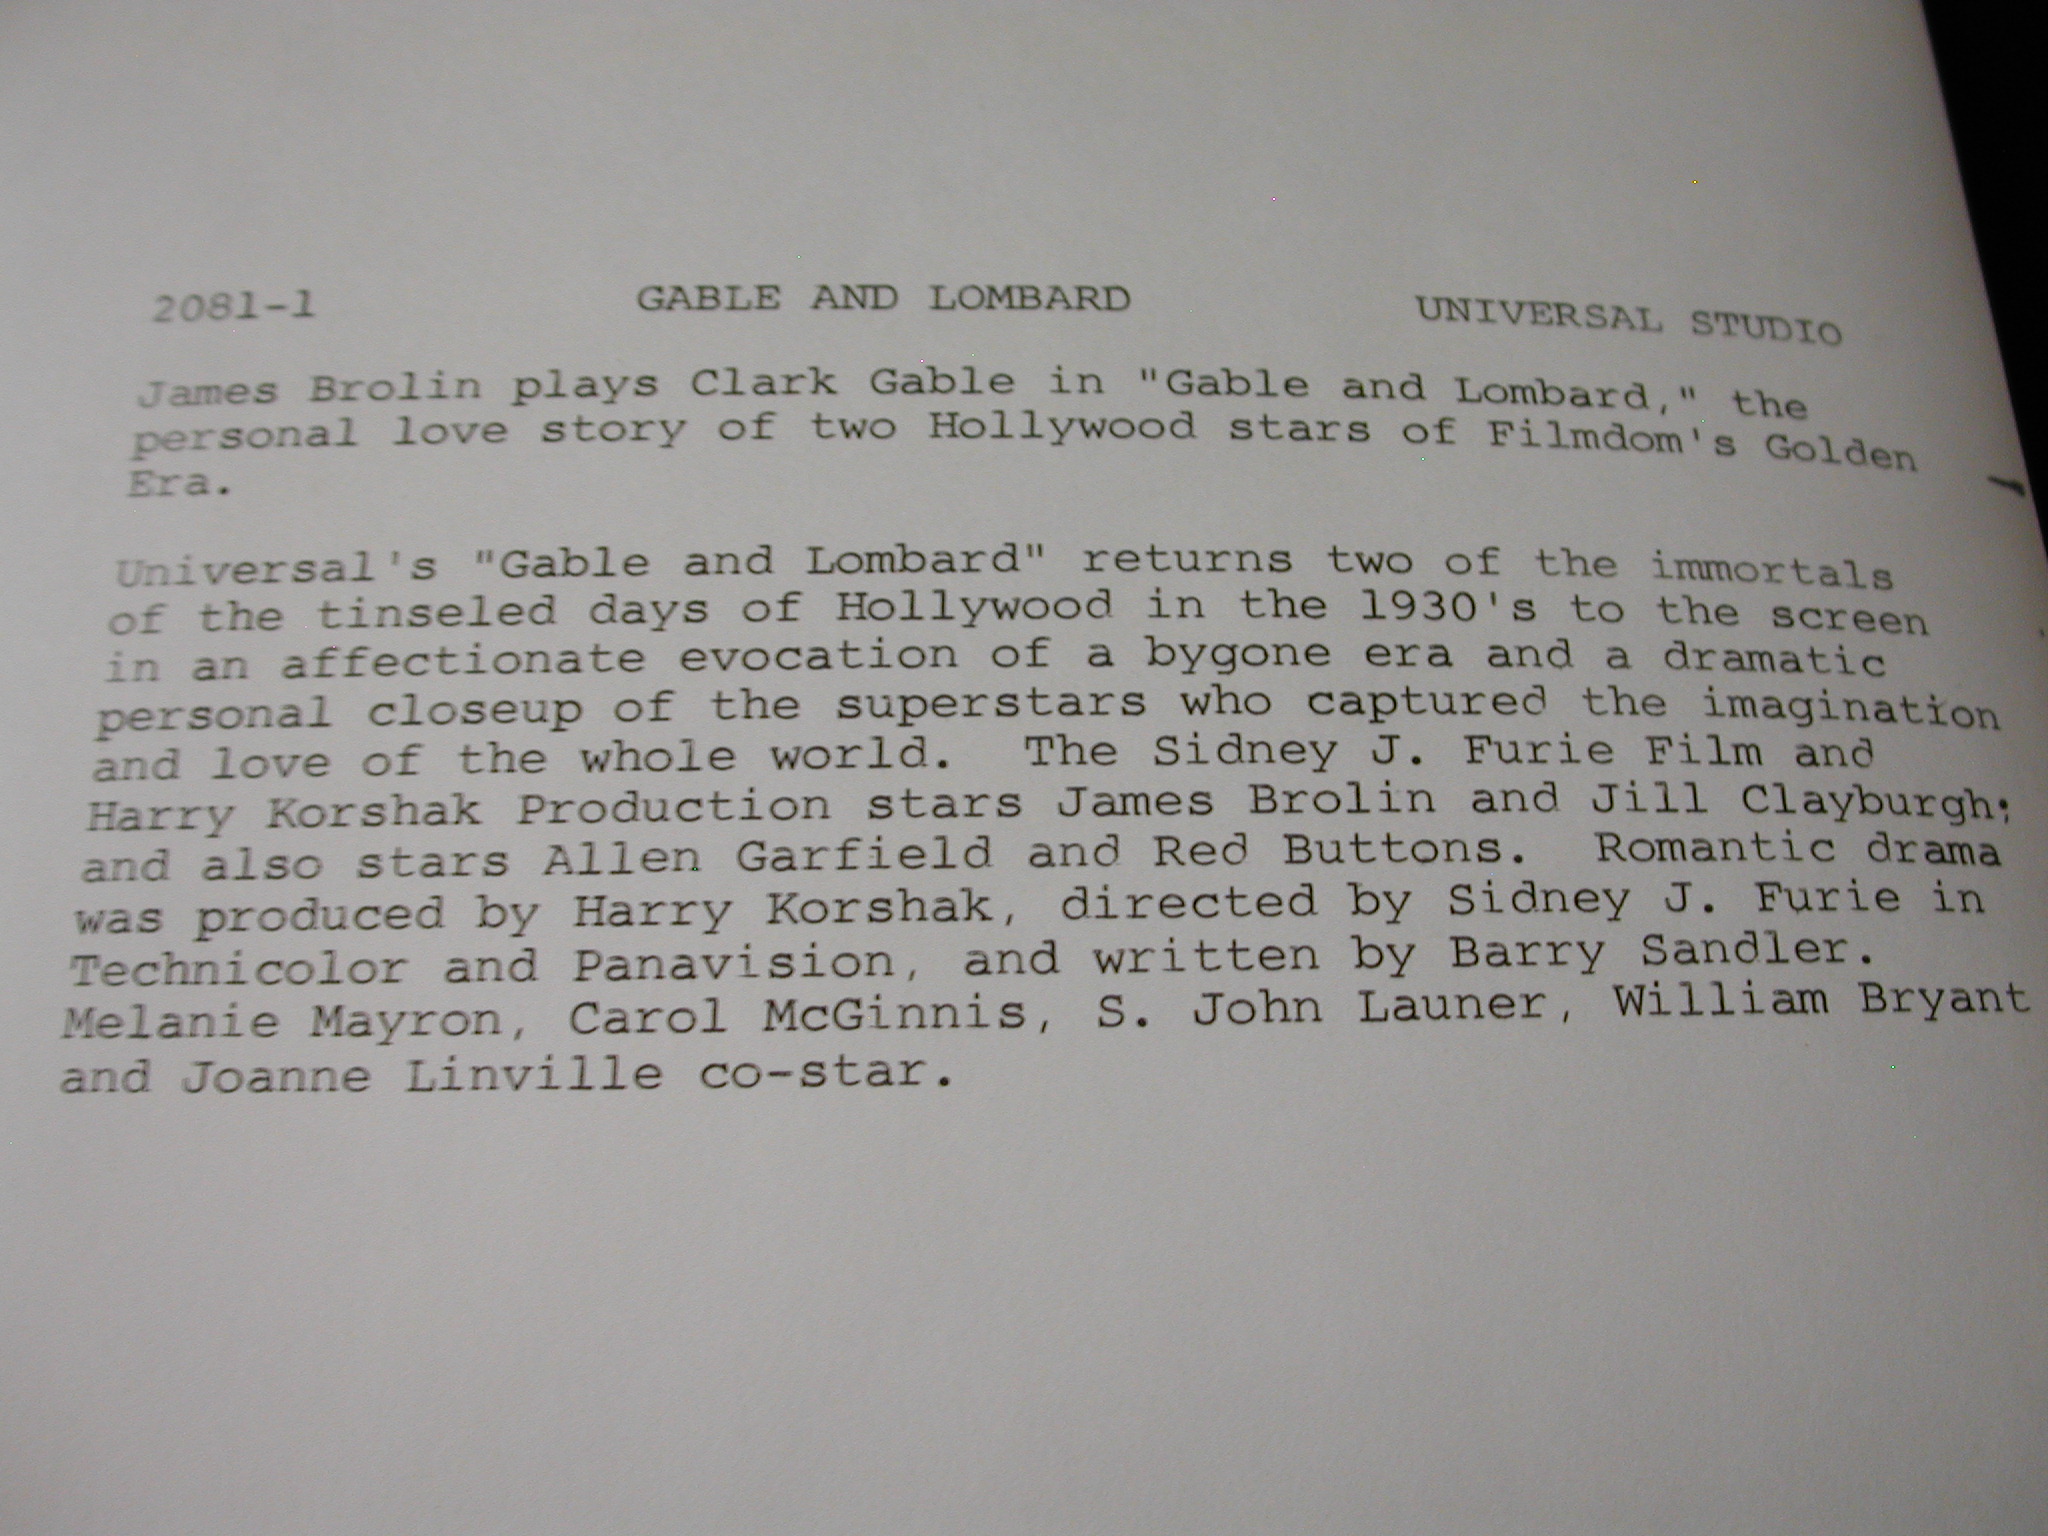 2081-1 GABLE AND LOMBARD UNIVERSAL STUDIO
James Brolin plays Clark Gable in "Gable and Lombard," the
personal love story of two Hollywood stars of Filmdom's Golden
Era.
Universal's "Gable and Lombard" returns two of the immortals
of the tinseled days of Hollywood in the 1930's to the screen
in an affectionate evocation of a bygone era and a dramatic
personal closeup of the superstars who captured the imagination
and love of the whole world. The Sidney J. Furie Film and
Harry Korshak Production stars James Brolin and Jill Clayburgh;
and also stars Allen Garfield and Red Buttons. Romantic drama
was produced by Harry Korshak, directed by Sidney J. Furie in
Technicolor and Panavision, and written by Barry Sandler.
Melanie Mayron, Carol McGinnis, S. John Launer, William Bryant
and Joanne Linville co-star.